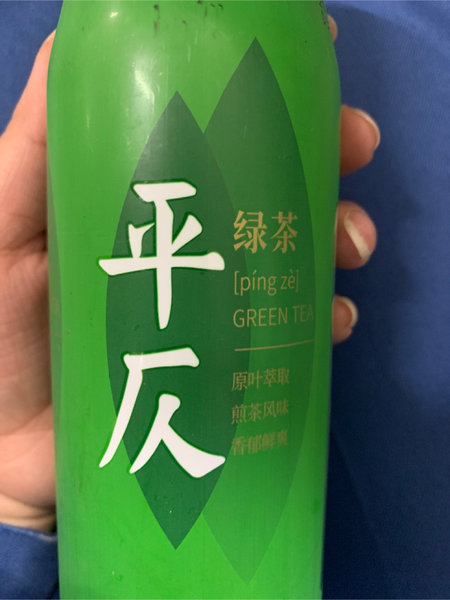 平仄
绿茶
[píng zè]
GREEN TEA
原叶萃取
煎茶风味
香郁鲜爽